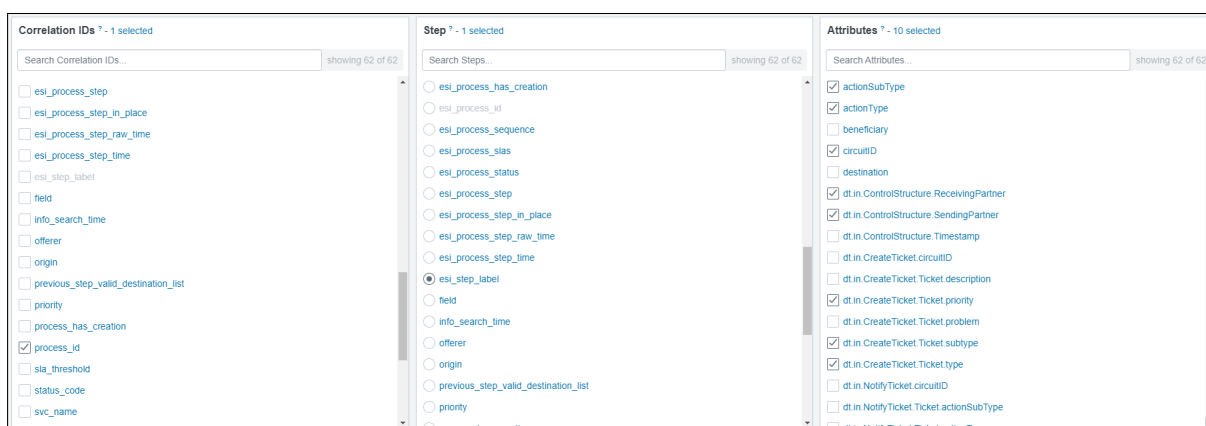 Correlation IDs ? - 1 selected
Search Correlation IDs...
showing 62 of 62
esi_process_step
esi_process_step_in_place
esi_process_step_raw_time
esi_process_step_time
esi_step_label
field
info_search_time
offerer
origin
previous_step_valid_destination_list
priority
process_has_creation
process_id
sla_threshold
status_code
svc_name
Step ? - 1 selected
Search Steps...
showing 62 of 62
esi_process_has_creation
esi_process_id
esi_process_sequence
esi_process_slas
esi_process_status
esi_process_step
esi_process_step_in_place
esi_process_step_raw_time
esi_process_step_time
esi_step_label
field
info_search_time
offerer
origin
previous_step_valid_destination_list
priority
Attributes ? - 10 selected
Search Attributes...
showing 62 of 62
actionSubType
actionType
beneficiary
circuitID
destination
dt.in.ControlStructure.ReceivingPartner
dt.in.ControlStructure.SendingPartner
dt.in.ControlStructure.Timestamp
dt.in.CreateTicket.circuitID
dt.in.CreateTicket.Ticket.description
dt.in.CreateTicket.Ticket.priority
dt.in.CreateTicket.Ticket.problem
dt.in.CreateTicket.Ticket.subtype
dt.in.CreateTicket.Ticket.type
dt.in.NotifyTicket.circuitID
dt.in.NotifyTicket.Ticket.actionSubType